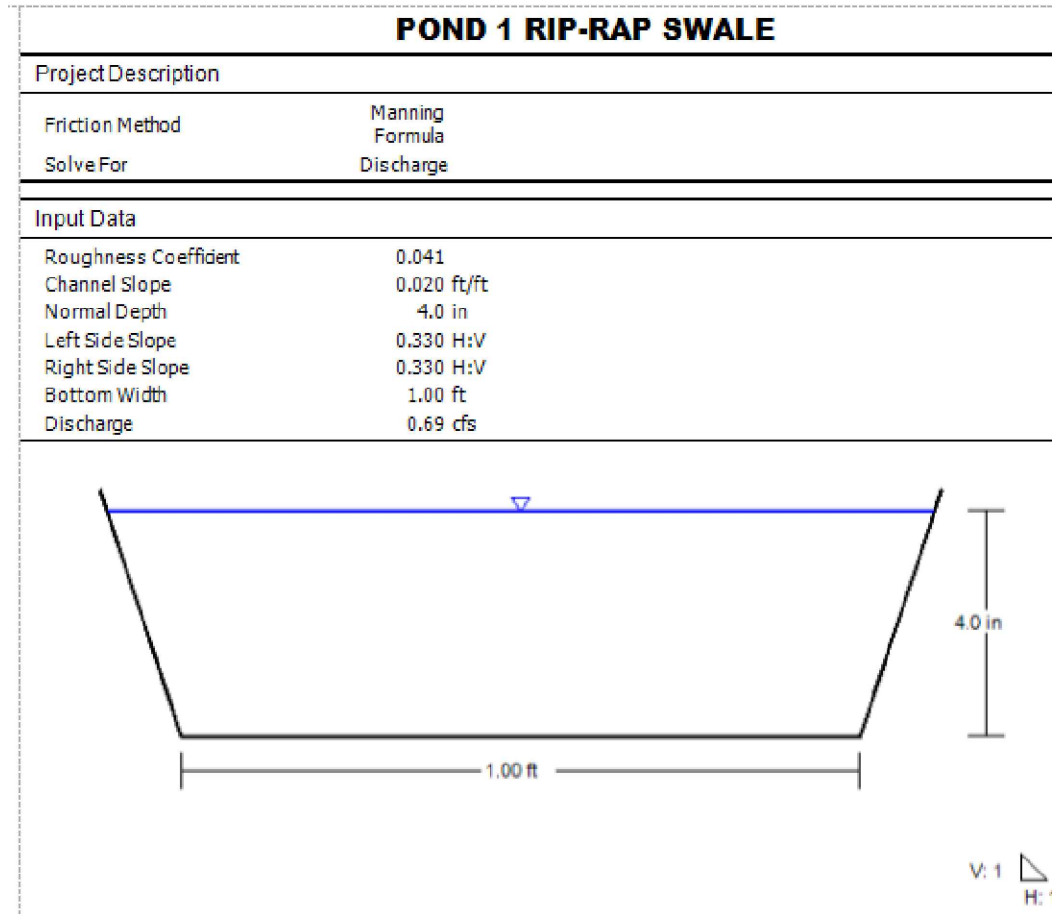 POND 1 RIP-RAP SWALE
Project Description
Friction Method Manning Formula
Solve For Discharge
Input Data
Roughness Coefficient 0.041
Channel Slope 0.020 ft/ft
Normal Depth 4.0 in
Left Side Slope 0.330 H:V
Right Side Slope 0.330 H:V
Bottom Width 1.00 ft
Discharge 0.69 cfs
4.0 in
1.00 ft
V: 1
H: